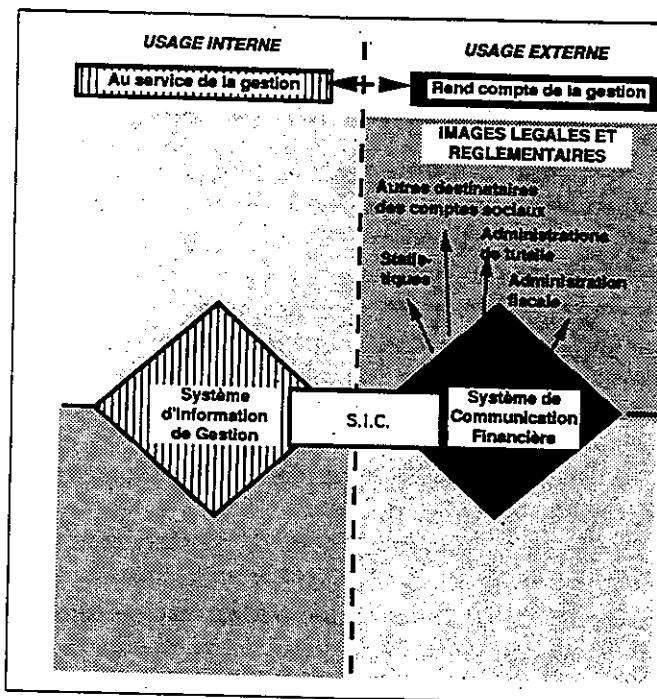 USAGE INTERNE
USAGE EXTERNE
Au service de la gestion
Rend compte de la gestion
IMAGES LEGALES ET
REGLEMENTAIRES
Autres destinataires
des comptes sociaux
Administrations
de tutelle
Statis-
tiques
Administration
fiscale
Système
d'Information
de Gestion
S.I.C.
Système de
Communication
Financière